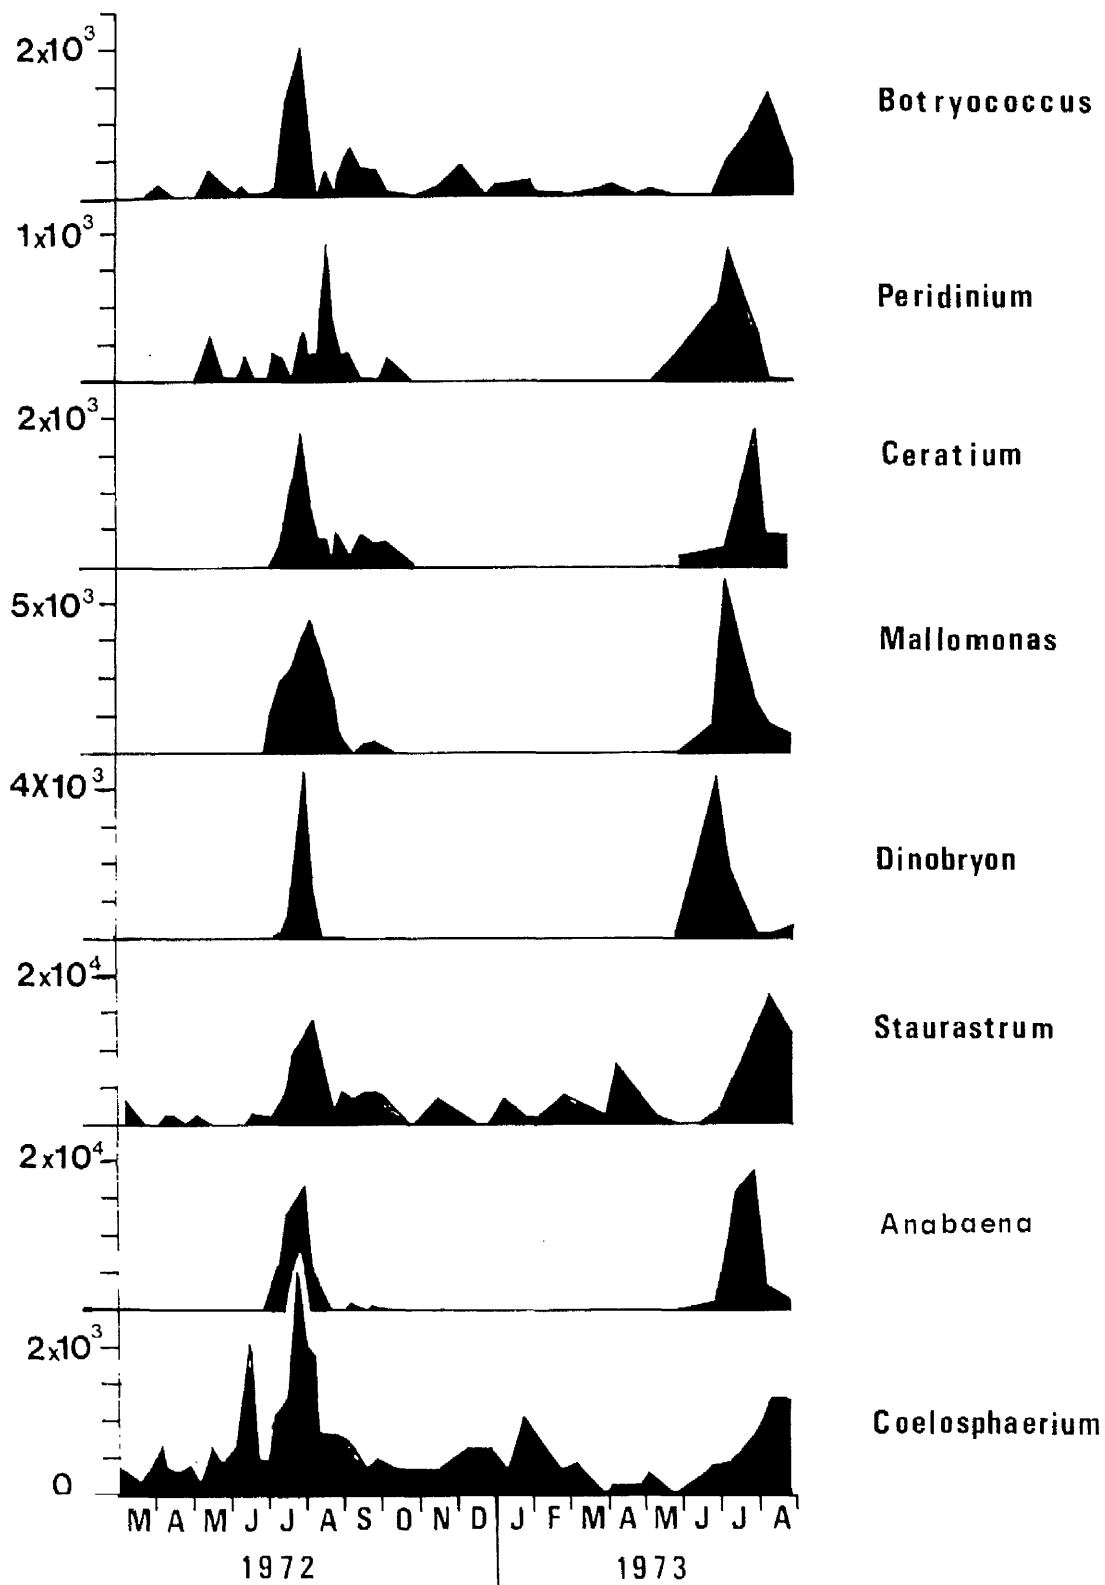 2x10³
Botryococcus
1x10³
Peridinium
2x10³
Ceratium
5x10³
Mallomonas
4X10³
Dinobryon
2x10⁴
Staurastrum
2x10⁴
Anabaena
2x10³
Coelosphaerium
0
M A M J J A S O N D J F M A M J J A
1972 1973